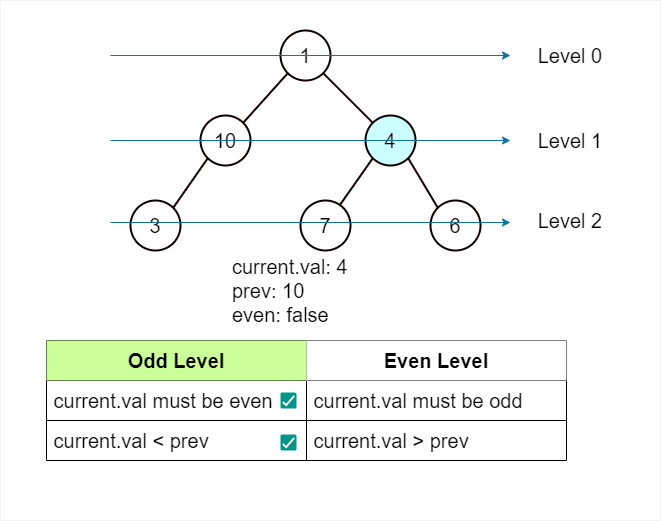 1 Level 0
10 4 Level 1
3 7 6 Level 2
current.val: 4
prev: 10
even: false
Odd Level Even Level
current.val must be even current.val must be odd
current.val < prev current.val > prev